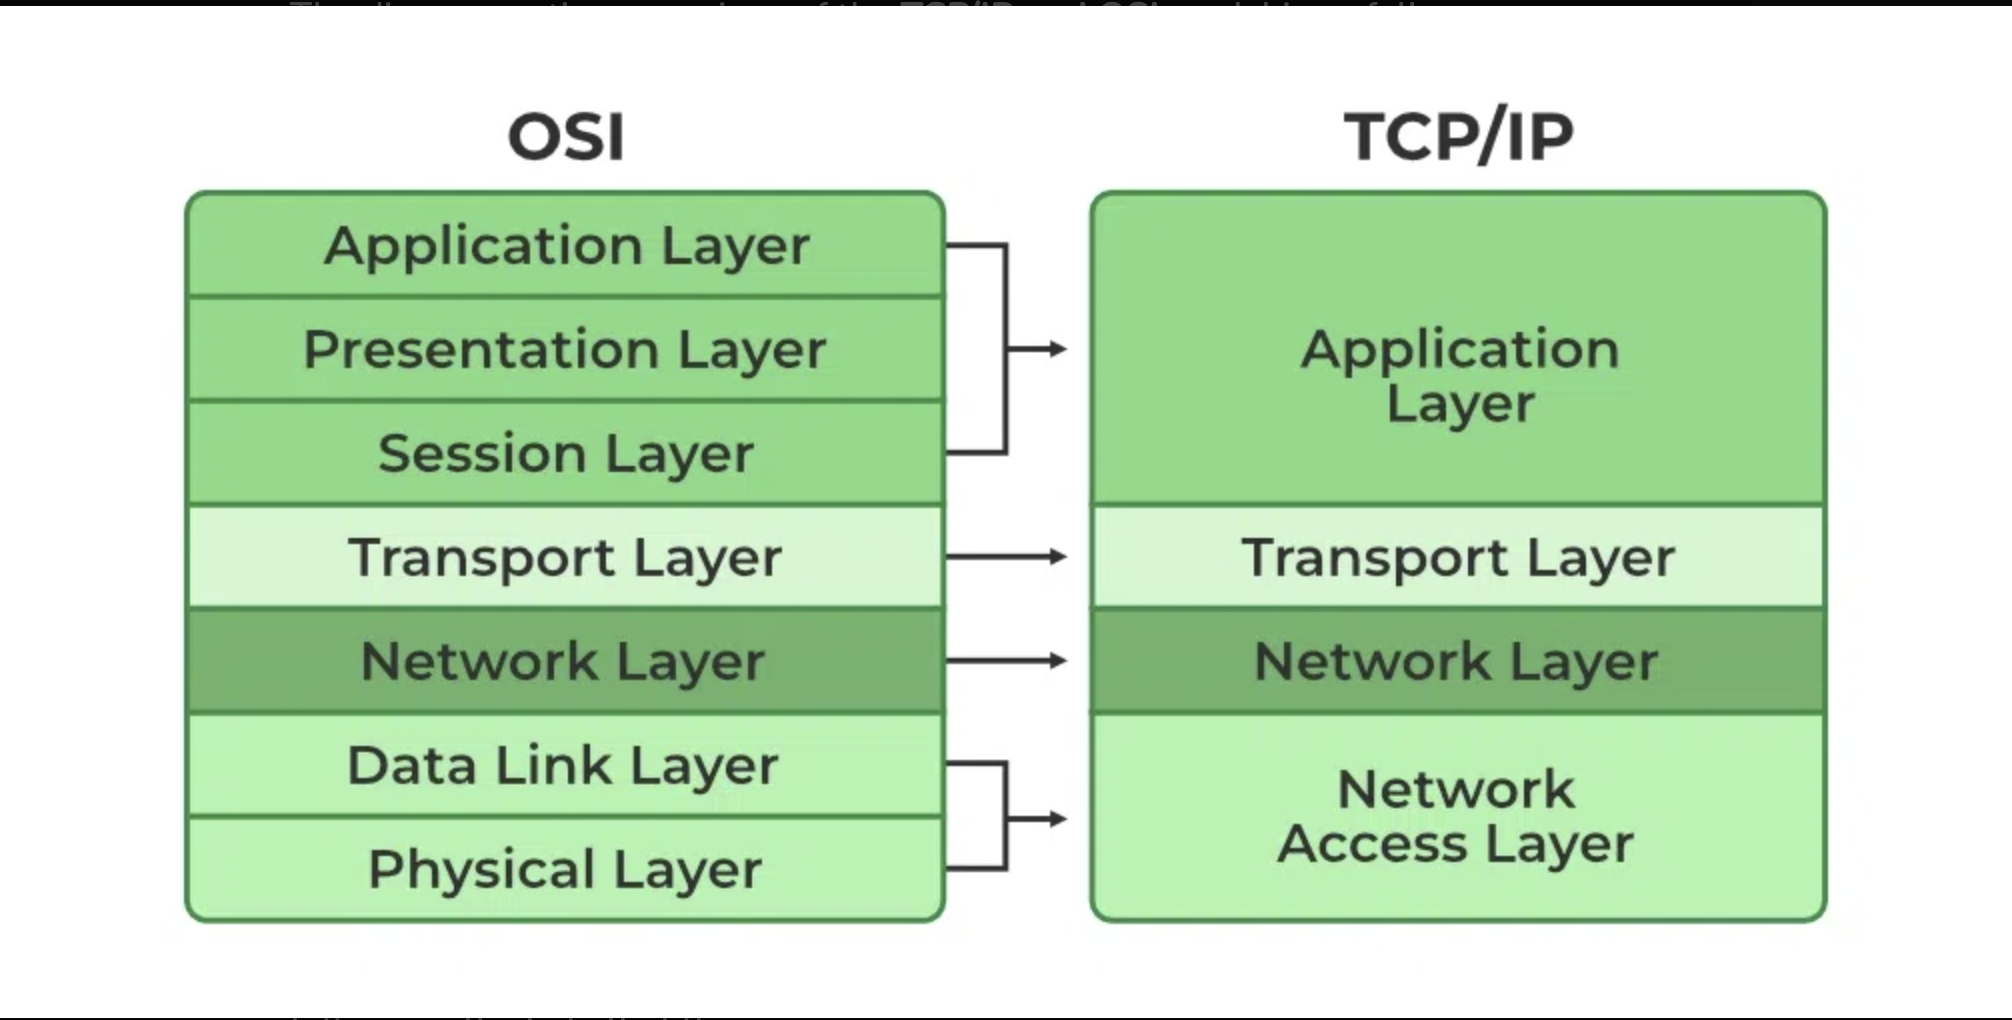 OSI
TCP/IP
Application Layer
Presentation Layer
Session Layer
Transport Layer
Network Layer
Data Link Layer
Physical Layer
Application
Layer
Transport Layer
Network Layer
Network
Access Layer